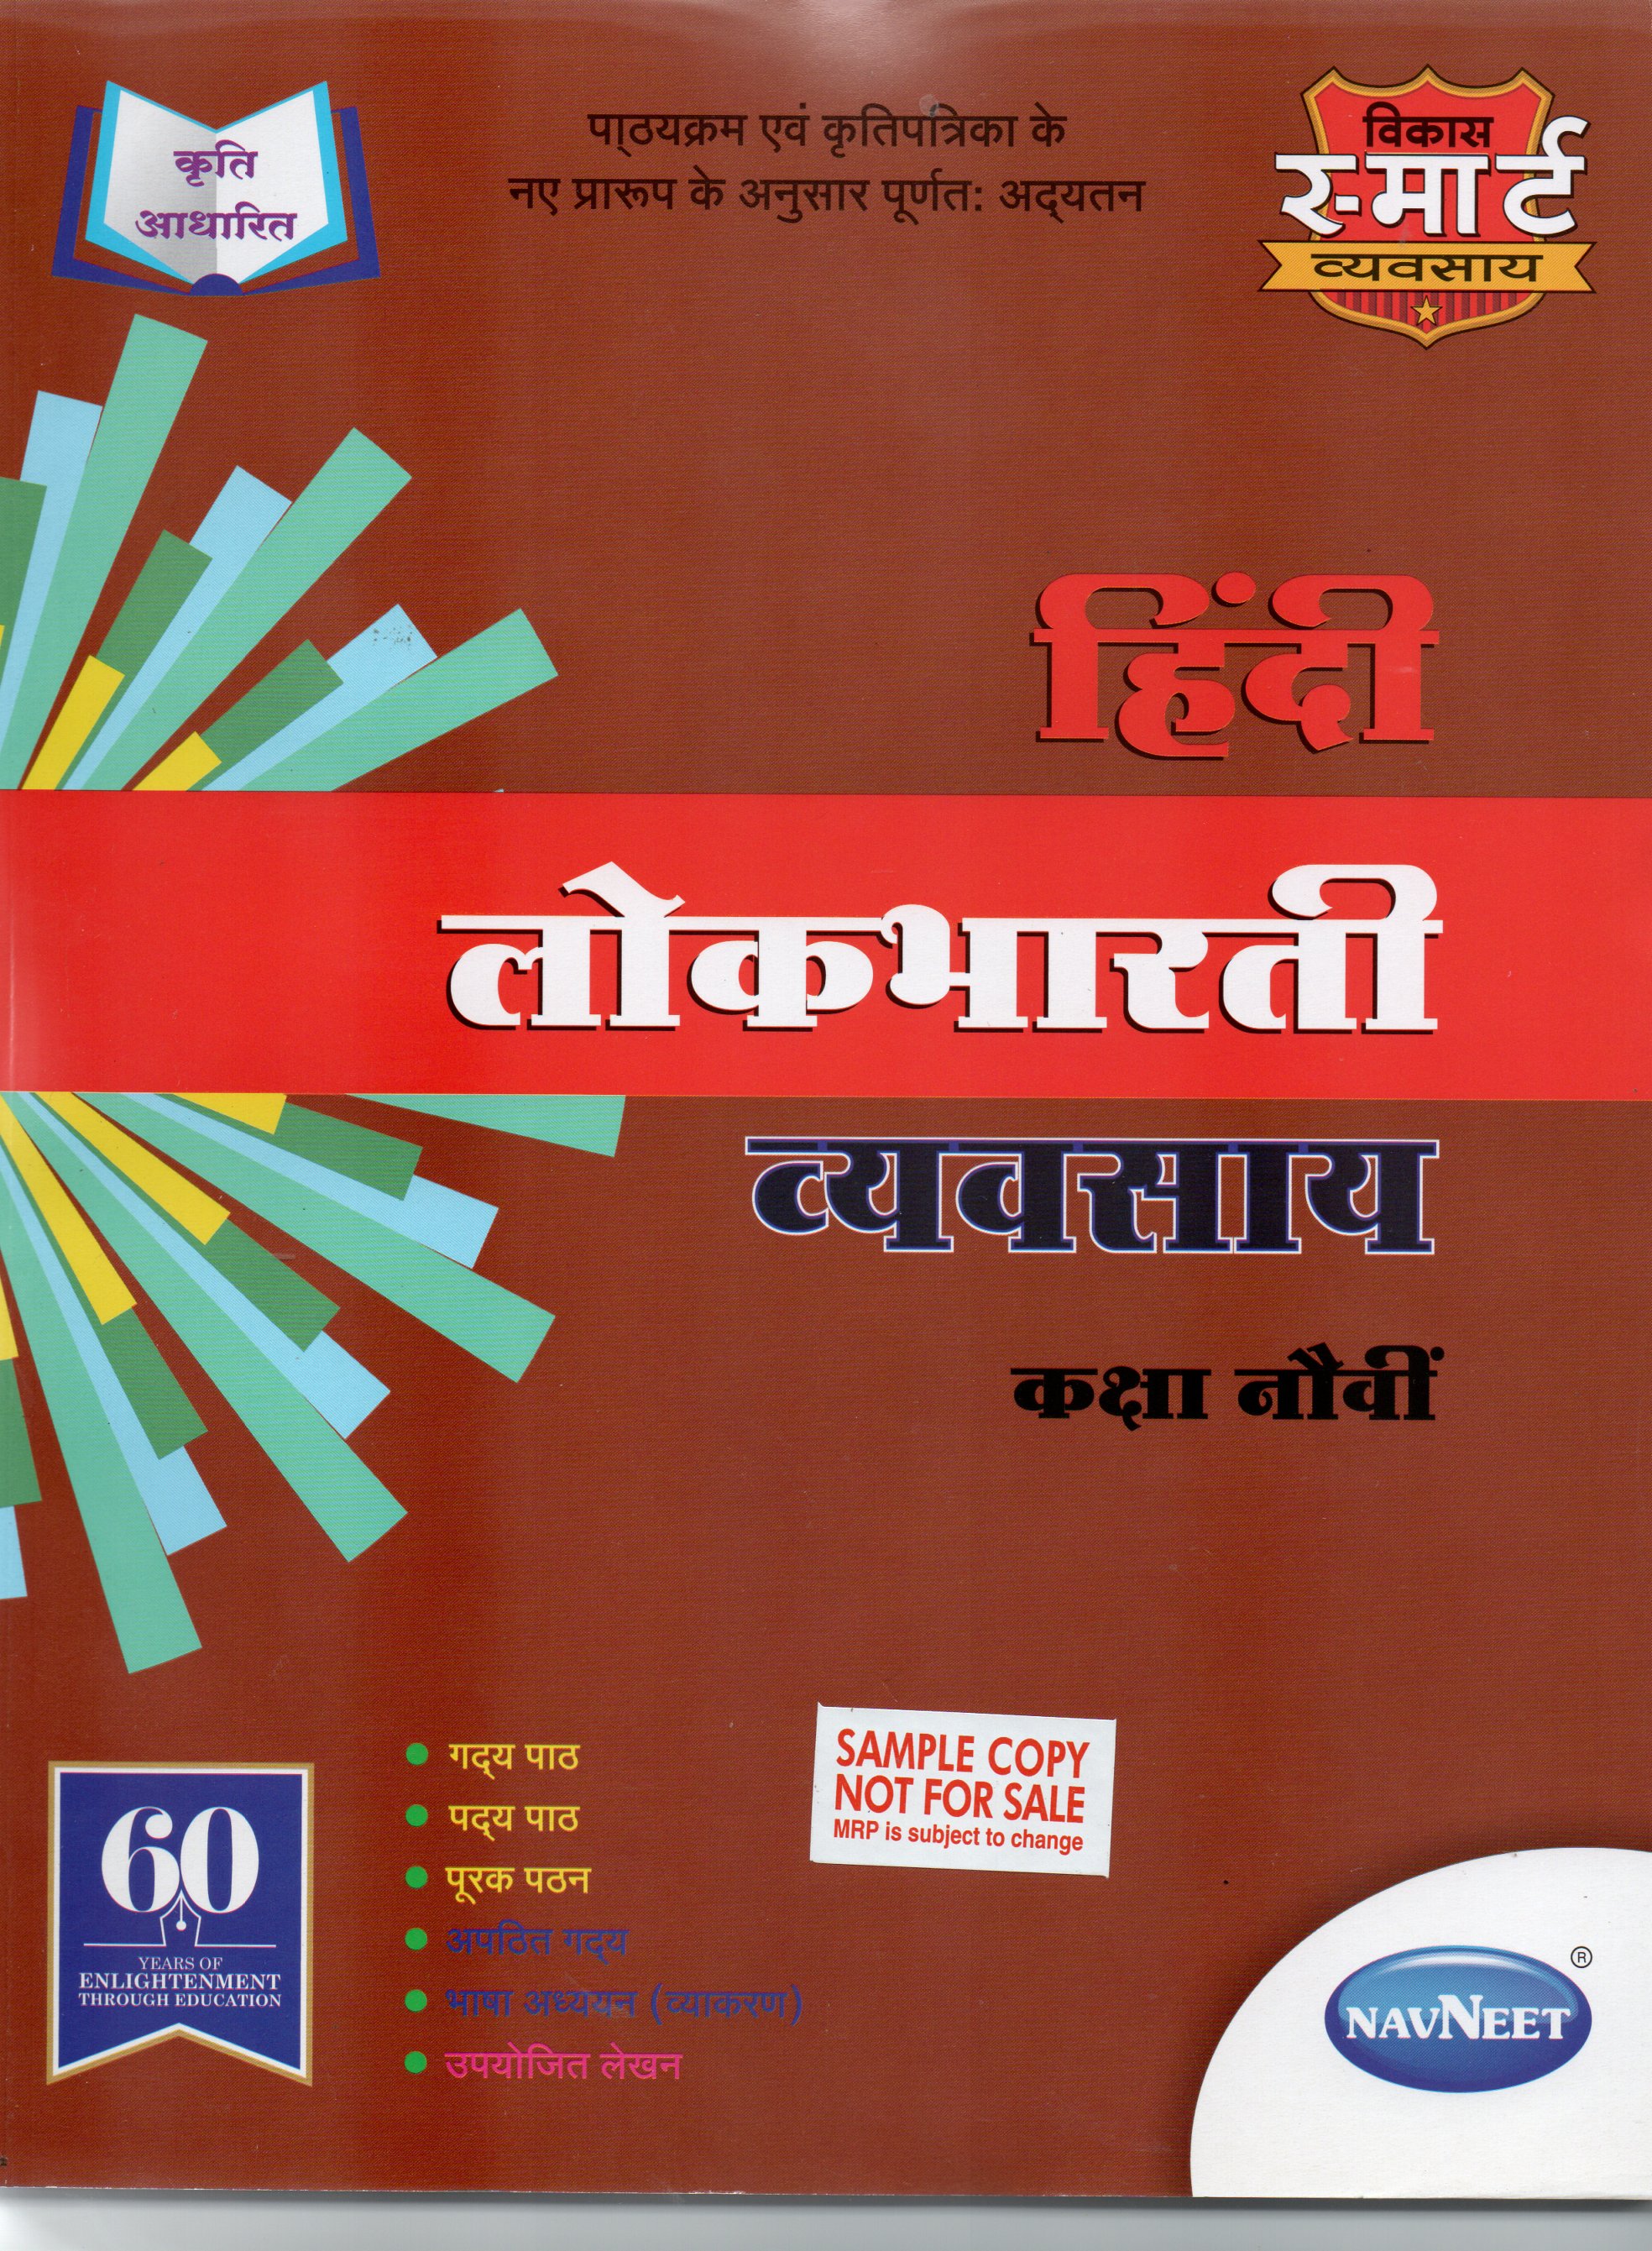 कृति
आधारित
पा्ठयक्रम एवं कृतिपत्रिका के
नए प्रारूप के अनुसार पूर्णत: अद्‌यतन
विकास
स्मार्ट
व्यवसाय
हिंदी
लोकभारती
व्यवसाय
कक्षा नौवीं
गद्‌य पाठ
पद्‌य पाठ
पूरक पठन
अपठित गद्‌य
भाषा अध्ययन (व्याकरण)
उपयोजित लेखन
SAMPLE COPY
NOT FOR SALE
MRP is subject to change
60
YEARS OF
ENLIGHTENMENT
THROUGH EDUCATION
NAVNEET ®